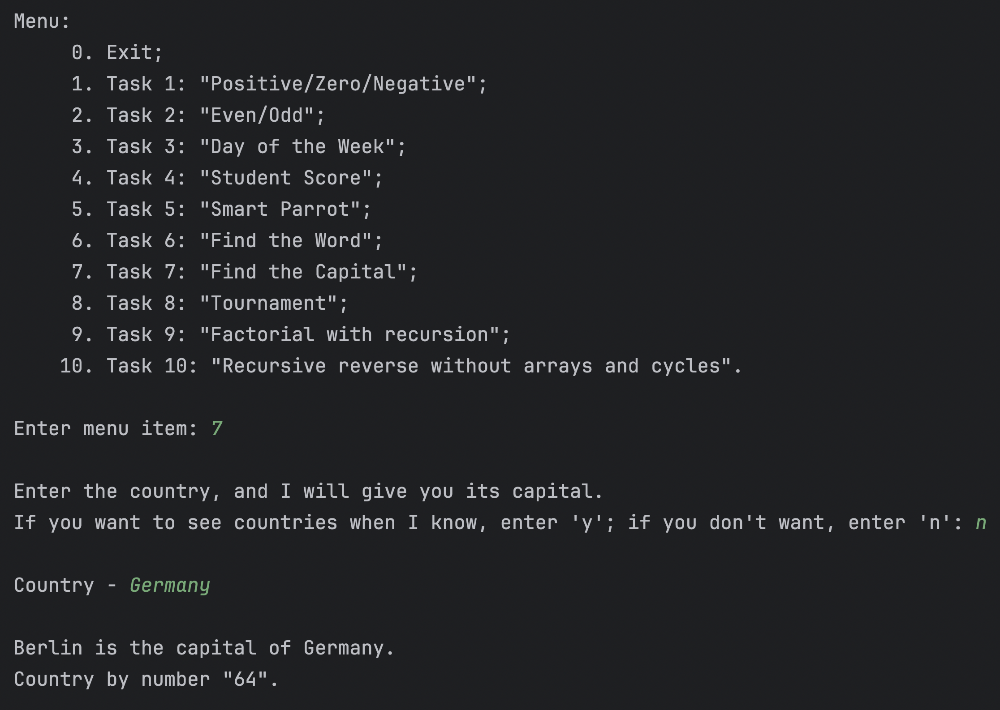 Menu:
0. Exit;
1. Task 1: "Positive/Zero/Negative";
2. Task 2: "Even/Odd";
3. Task 3: "Day of the Week";
4. Task 4: "Student Score";
5. Task 5: "Smart Parrot";
6. Task 6: "Find the Word";
7. Task 7: "Find the Capital";
8. Task 8: "Tournament";
9. Task 9: "Factorial with recursion";
10. Task 10: "Recursive reverse without arrays and cycles".
Enter menu item: 7
Enter the country, and I will give you its capital.
If you want to see countries when I know, enter 'y'; if you don't want, enter 'n': n
Country - Germany
Berlin is the capital of Germany.
Country by number "64".